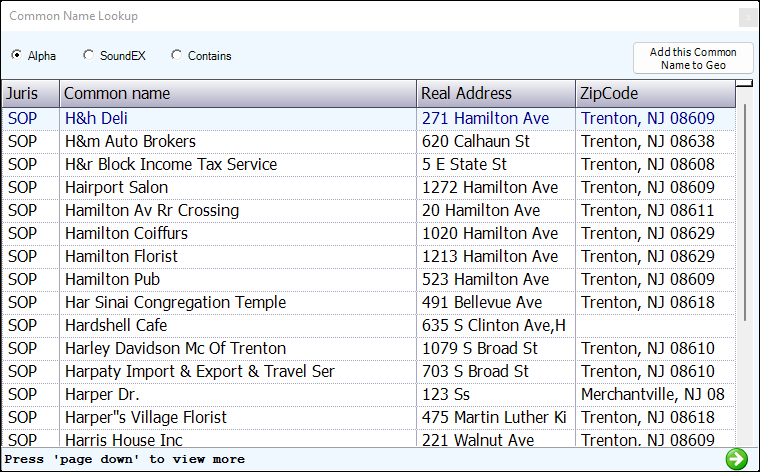 Common Name Lookup
Alpha SoundEX Contains
Add this Common
Name to Geo
Juris Common name Real Address ZipCode
SOP H&h Deli 271 Hamilton Ave Trenton, NJ 08609
SOP H&m Auto Brokers 620 Calhaun St Trenton, NJ 08638
SOP H&r Block Income Tax Service 5 E State St Trenton, NJ 08608
SOP Hairport Salon 1272 Hamilton Ave Trenton, NJ 08609
SOP Hamilton Av Rr Crossing 20 Hamilton Ave Trenton, NJ 08611
SOP Hamilton Coiffurs 1020 Hamilton Ave Trenton, NJ 08629
SOP Hamilton Florist 1213 Hamilton Ave Trenton, NJ 08629
SOP Hamilton Pub 523 Hamilton Ave Trenton, NJ 08609
SOP Har Sinai Congregation Temple 491 Bellevue Ave Trenton, NJ 08618
SOP Hardshell Cafe 635 S Clinton Ave,H
SOP Harley Davidson Mc Of Trenton 1079 S Broad St Trenton, NJ 08610
SOP Harpaty Import & Export & Travel Ser 703 S Broad St Trenton, NJ 08610
SOP Harper Dr. 123 Ss Merchantville, NJ 08
SOP Harper"s Village Florist 475 Martin Luther Ki Trenton, NJ 08618
SOP Harris House Inc 221 Walnut Ave Trenton, NJ 08609
Press 'page down' to view more